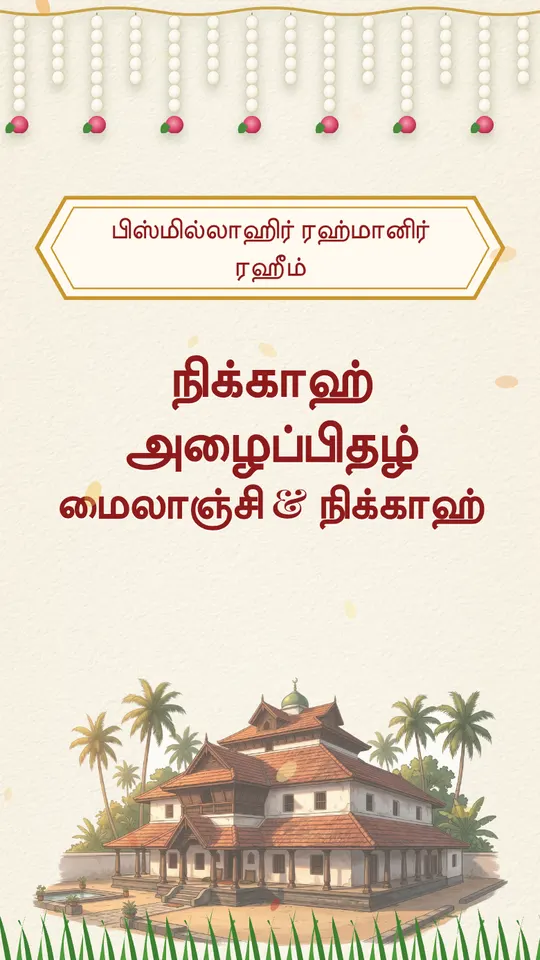 பிஸ்மில்லாஹிர் ரஹ்மானிர்
ரஹீம்
நிக்காஹ்
அழைப்பிதழ்
மைலாஞ்சி & நிக்காஹ்